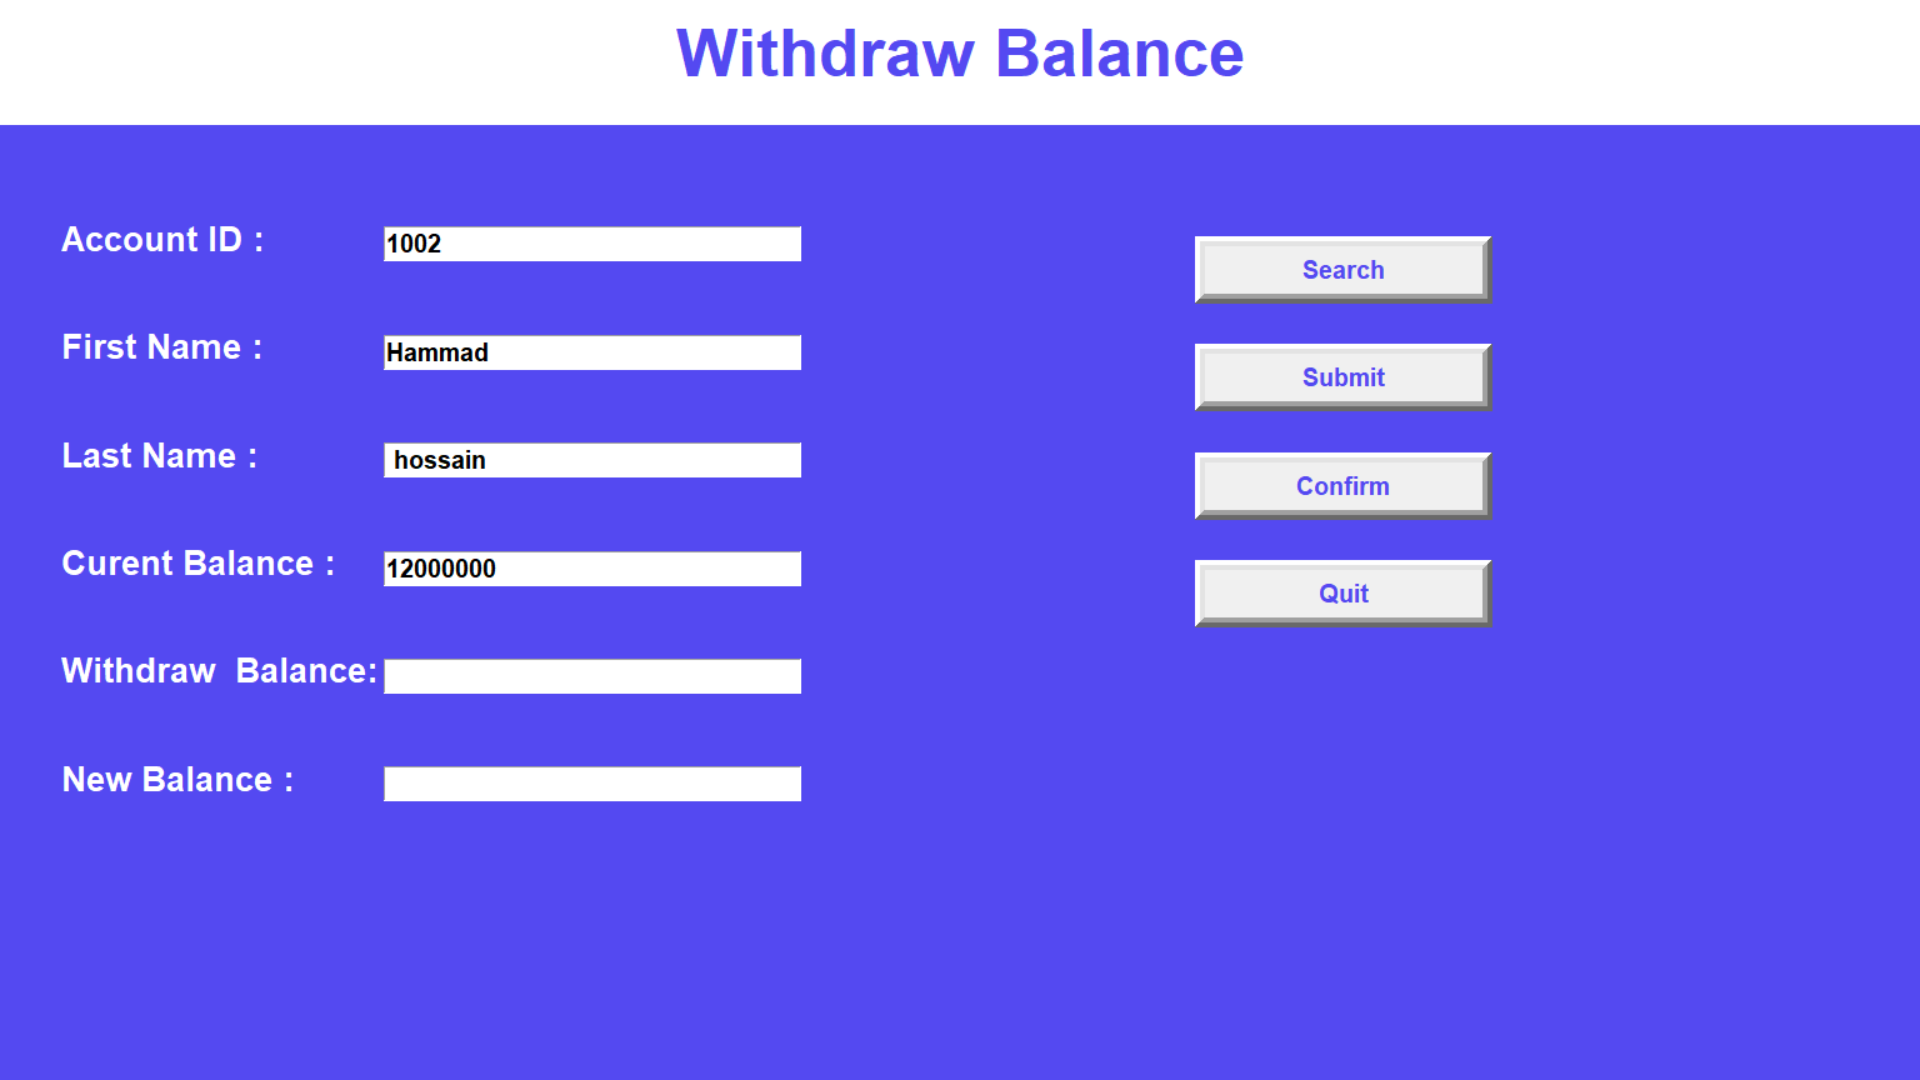 Withdraw Balance
Account ID : 1002
Search
First Name : Hammad
Submit
Last Name : hossain
Confirm
Curent Balance : 12000000
Quit
Withdraw  Balance:
New Balance :